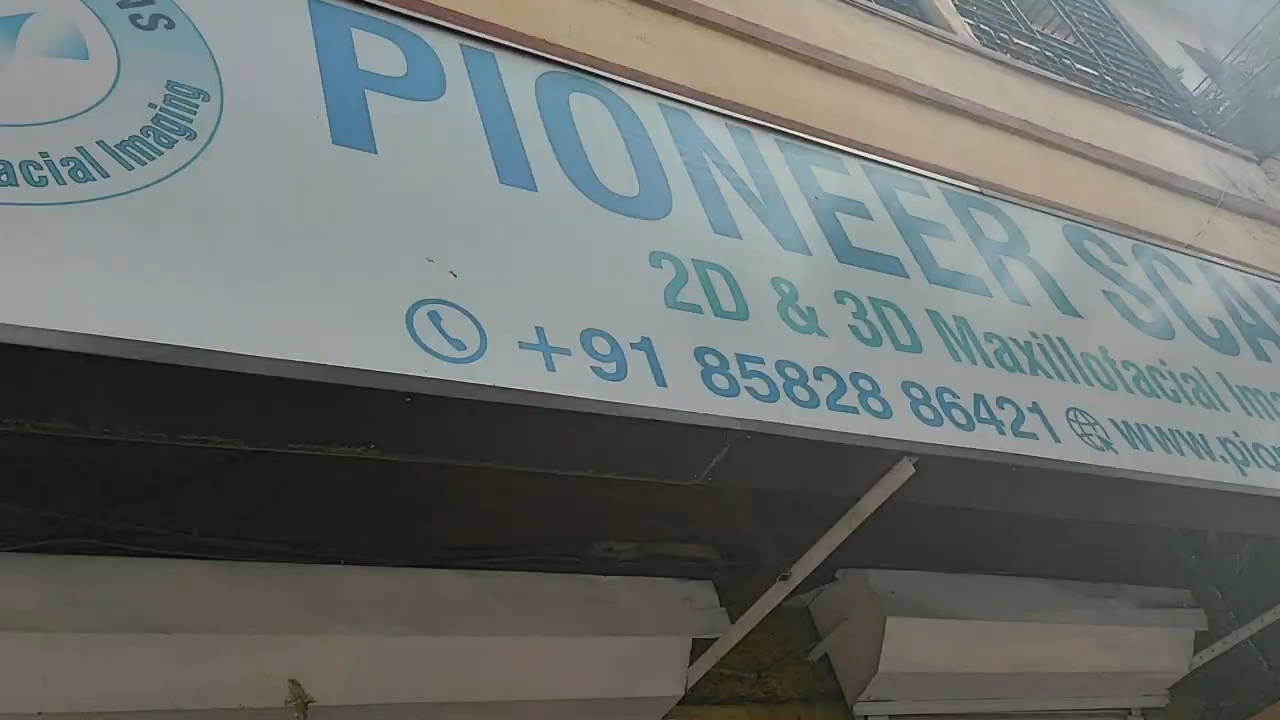 acial Imaging
PIONEER SCA
2D & 3D Maxillofacial Im
+91 85828 86421 www.pio